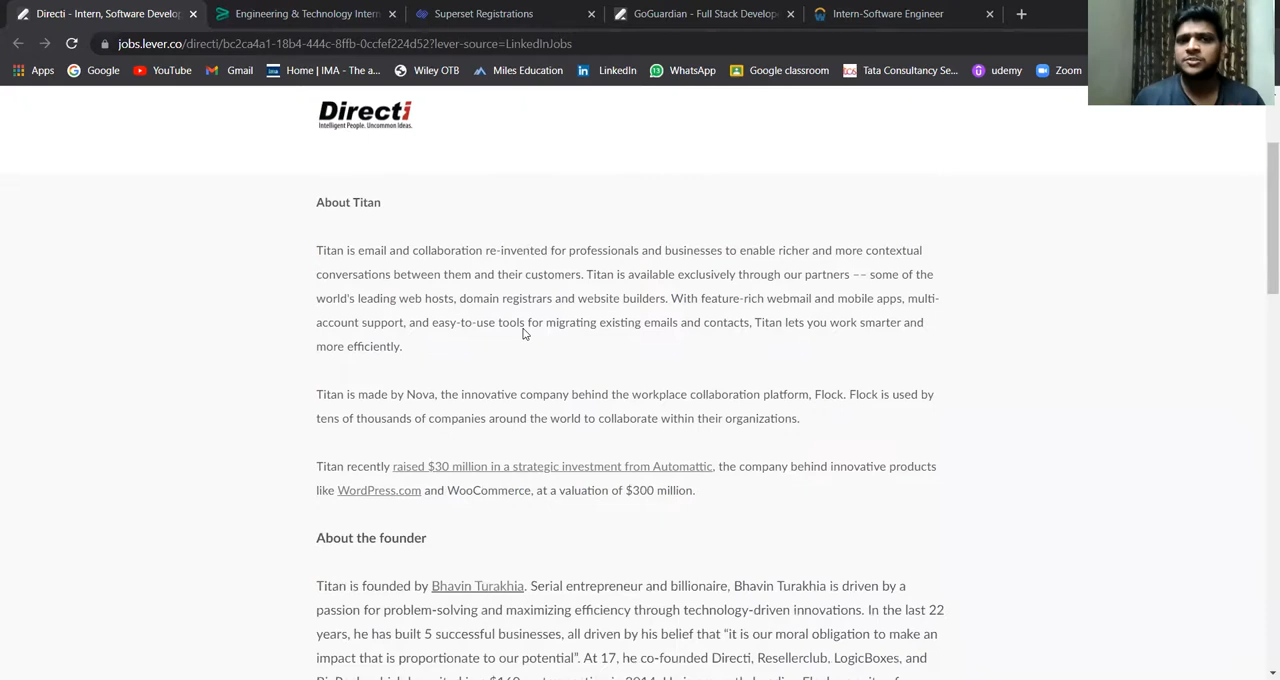 Directi - Intern, Software Develop
Engineering & Technology Intern
Superset Registrations
GoGuardian - Full Stack Develope
Intern-Software Engineer
jobs.lever.co/directi/bc2ca4a1-18b4-444c-8ffb-0ccfef224d52?lever-source=LinkedInJobs
Apps Google YouTube Gmail Home | IMA - The a... Wiley OTB Miles Education LinkedIn WhatsApp Google classroom Tata Consultancy Se... udemy Zoom
Directi
Intelligent People. Uncommon Ideas.
About Titan
Titan is email and collaboration re-invented for professionals and businesses to enable richer and more contextual
conversations between them and their customers. Titan is available exclusively through our partners –– some of the
world's leading web hosts, domain registrars and website builders. With feature-rich webmail and mobile apps, multi-
account support, and easy-to-use tools for migrating existing emails and contacts, Titan lets you work smarter and
more efficiently.
Titan is made by Nova, the innovative company behind the workplace collaboration platform, Flock. Flock is used by
tens of thousands of companies around the world to collaborate within their organizations.
Titan recently raised $30 million in a strategic investment from Automattic, the company behind innovative products
like WordPress.com and WooCommerce, at a valuation of $300 million.
About the founder
Titan is founded by Bhavin Turakhia. Serial entrepreneur and billionaire, Bhavin Turakhia is driven by a
passion for problem-solving and maximizing efficiency through technology-driven innovations. In the last 22
years, he has built 5 successful businesses, all driven by his belief that “it is our moral obligation to make an
impact that is proportionate to our potential”. At 17, he co-founded Directi, Resellerclub, LogicBoxes, and